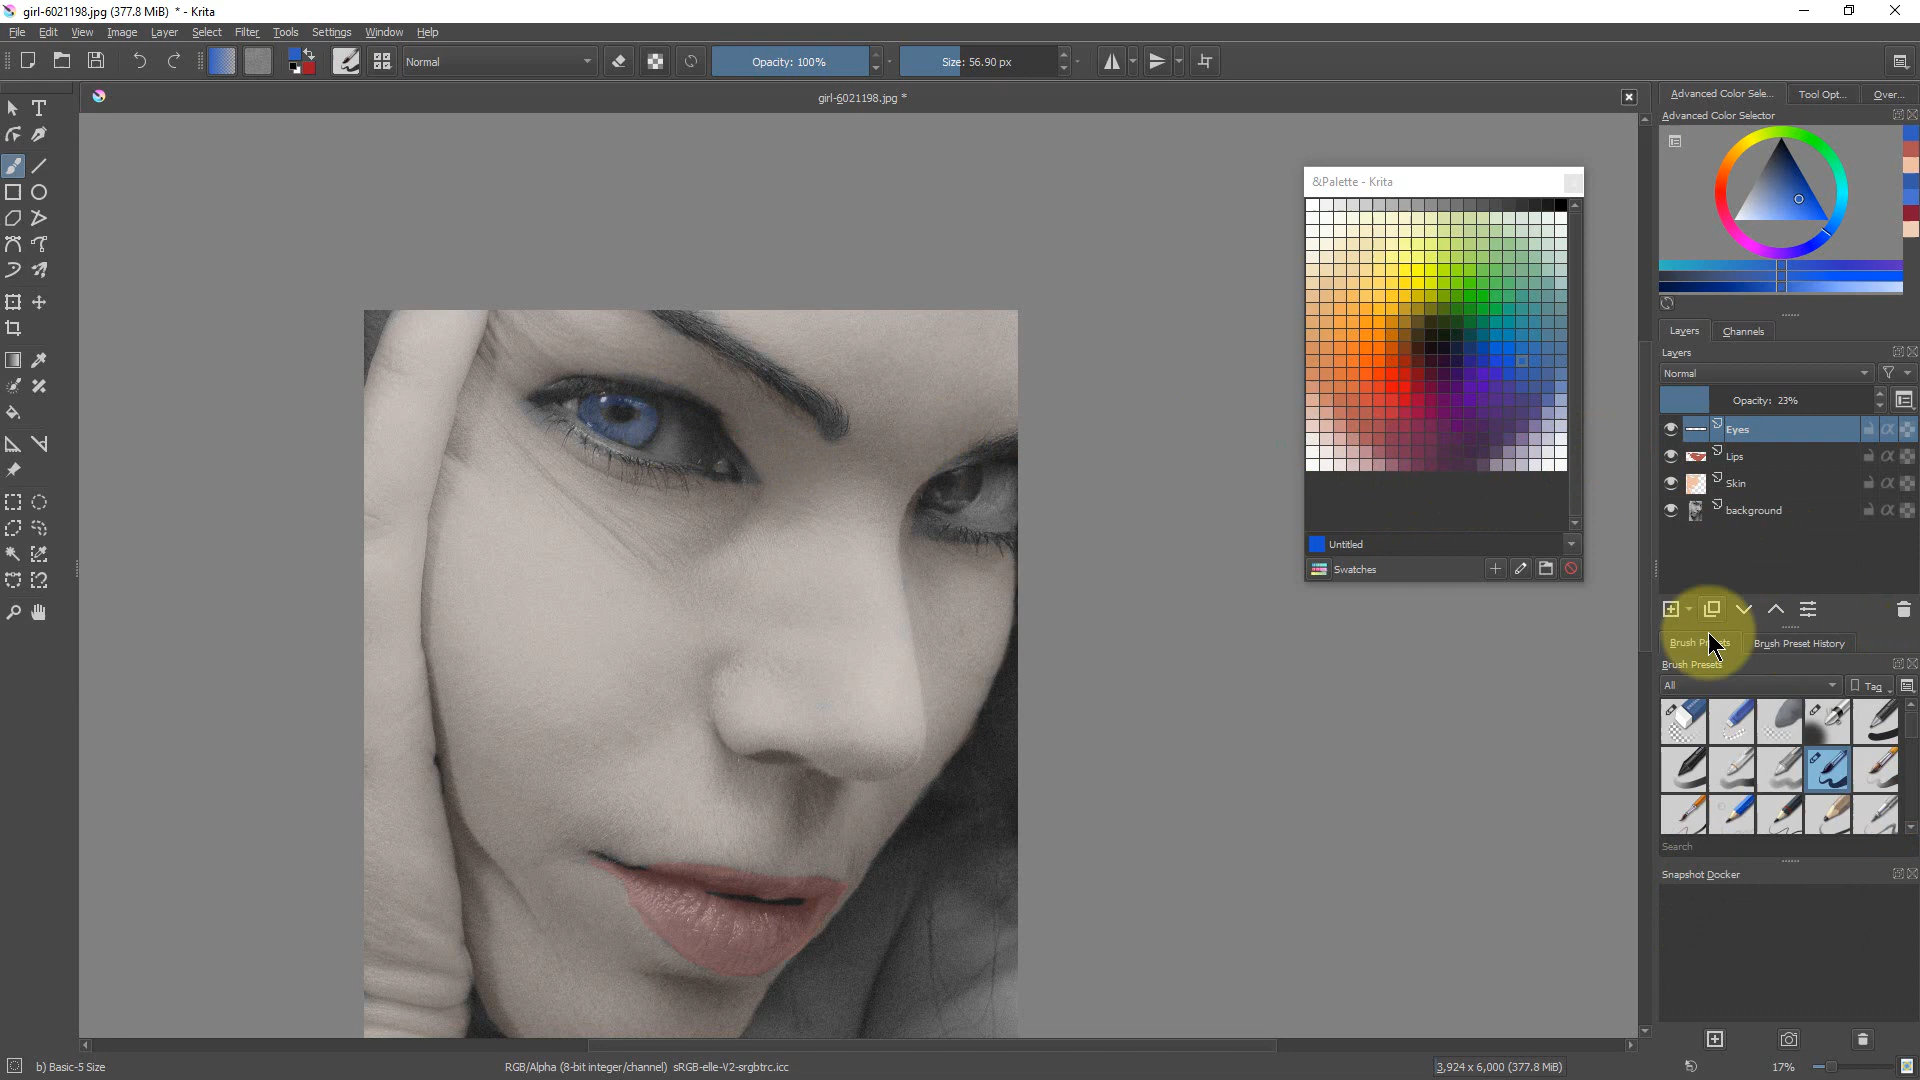 girl-6021198.jpg (377.8 MiB) * - Krita
File Edit View Image Layer Select Filter Tools Settings Window Help
Normal
Opacity: 100%
Size: 56.90 px
girl-6021198.jpg *
Advanced Color Sele...
Tool Opt...
Over...
Advanced Color Selector
&Palette - Krita
Untitled
Swatches
Layers
Channels
Layers
Normal
Opacity: 23%
Eyes
Lips
Skin
background
Brush Presets
Brush Preset History
Brush Presets
All
Tag
Search
Snapshot Docker
b) Basic-5 Size
RGB/Alpha (8-bit integer/channel) sRGB-elle-V2-srgbtrc.icc
3,924 x 6,000 (377.8 MiB)
17%